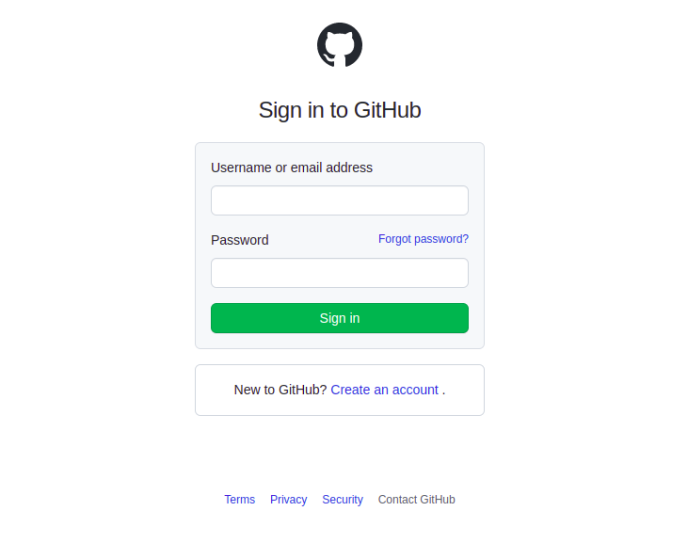 Sign in to GitHub
Username or email address
Password Forgot password?
Sign in
New to GitHub? Create an account .
Terms Privacy Security Contact GitHub